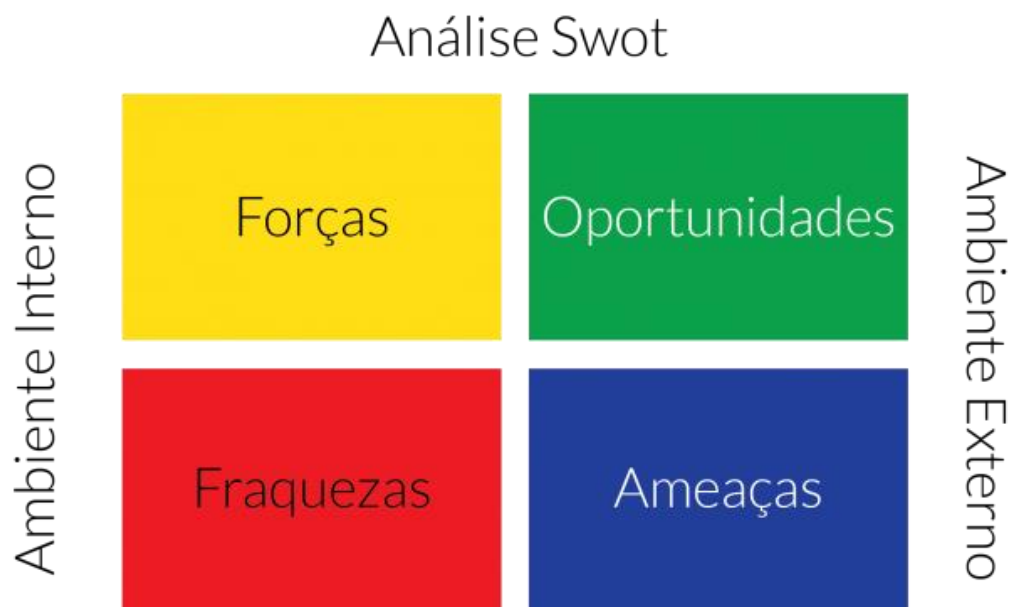 Análise Swot
Ambiente Interno
Forças
Oportunidades
Fraquezas
Ameaças
Ambiente Externo